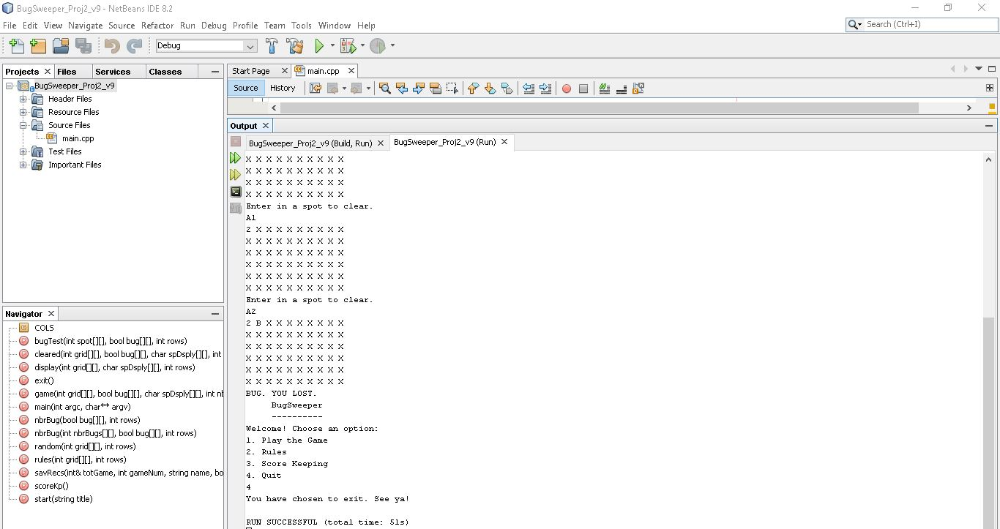 BugSweeper_Proj2_v9 - NetBeans IDE 8.2
File Edit View Navigate Source Refactor Run Debug Profile Team Tools Window Help
Search (Ctrl+I)
Debug
Projects Files Services Classes
BugSweeper_Proj2_v9
Header Files
Resource Files
Source Files
main.cpp
Test Files
Important Files
Navigator
COLS
bugTest(int spot[][], bool bug[][], int rows)
cleared(int grid[][], bool bug[][], char spDsply[][], int
display(int grid[][], char spDsply[][], int rows)
exit()
game(int grid[][], bool bug[][], char spDsply[][], int nb
main(int argc, char** argv)
nbrBug(bool bug[][], int rows)
nbrBug(int nbrBugs[][], bool bug[][], int rows)
random(int grid[][], int rows)
rules(int grid[][], int rows)
savRecs(int& totGame, int gameNum, string name, bo
scoreKp()
start(string title)
Start Page main.cpp
Source History
Output
BugSweeper_Proj2_v9 (Build, Run) BugSweeper_Proj2_v9 (Run)
X X X X X X X X X X
X X X X X X X X X X
X X X X X X X X X X
X X X X X X X X X X
Enter in a spot to clear.
A1
2 X X X X X X X X X
X X X X X X X X X X
X X X X X X X X X X
X X X X X X X X X X
X X X X X X X X X X
X X X X X X X X X X
Enter in a spot to clear.
A2
2 B X X X X X X X X
X X X X X X X X X X
X X X X X X X X X X
X X X X X X X X X X
X X X X X X X X X X
X X X X X X X X X X
BUG. YOU LOST.
BugSweeper
----------
Welcome! Choose an option:
1. Play the Game
2. Rules
3. Score Keeping
4. Quit
4
You have chosen to exit. See ya!
RUN SUCCESSFUL (total time: 51s)